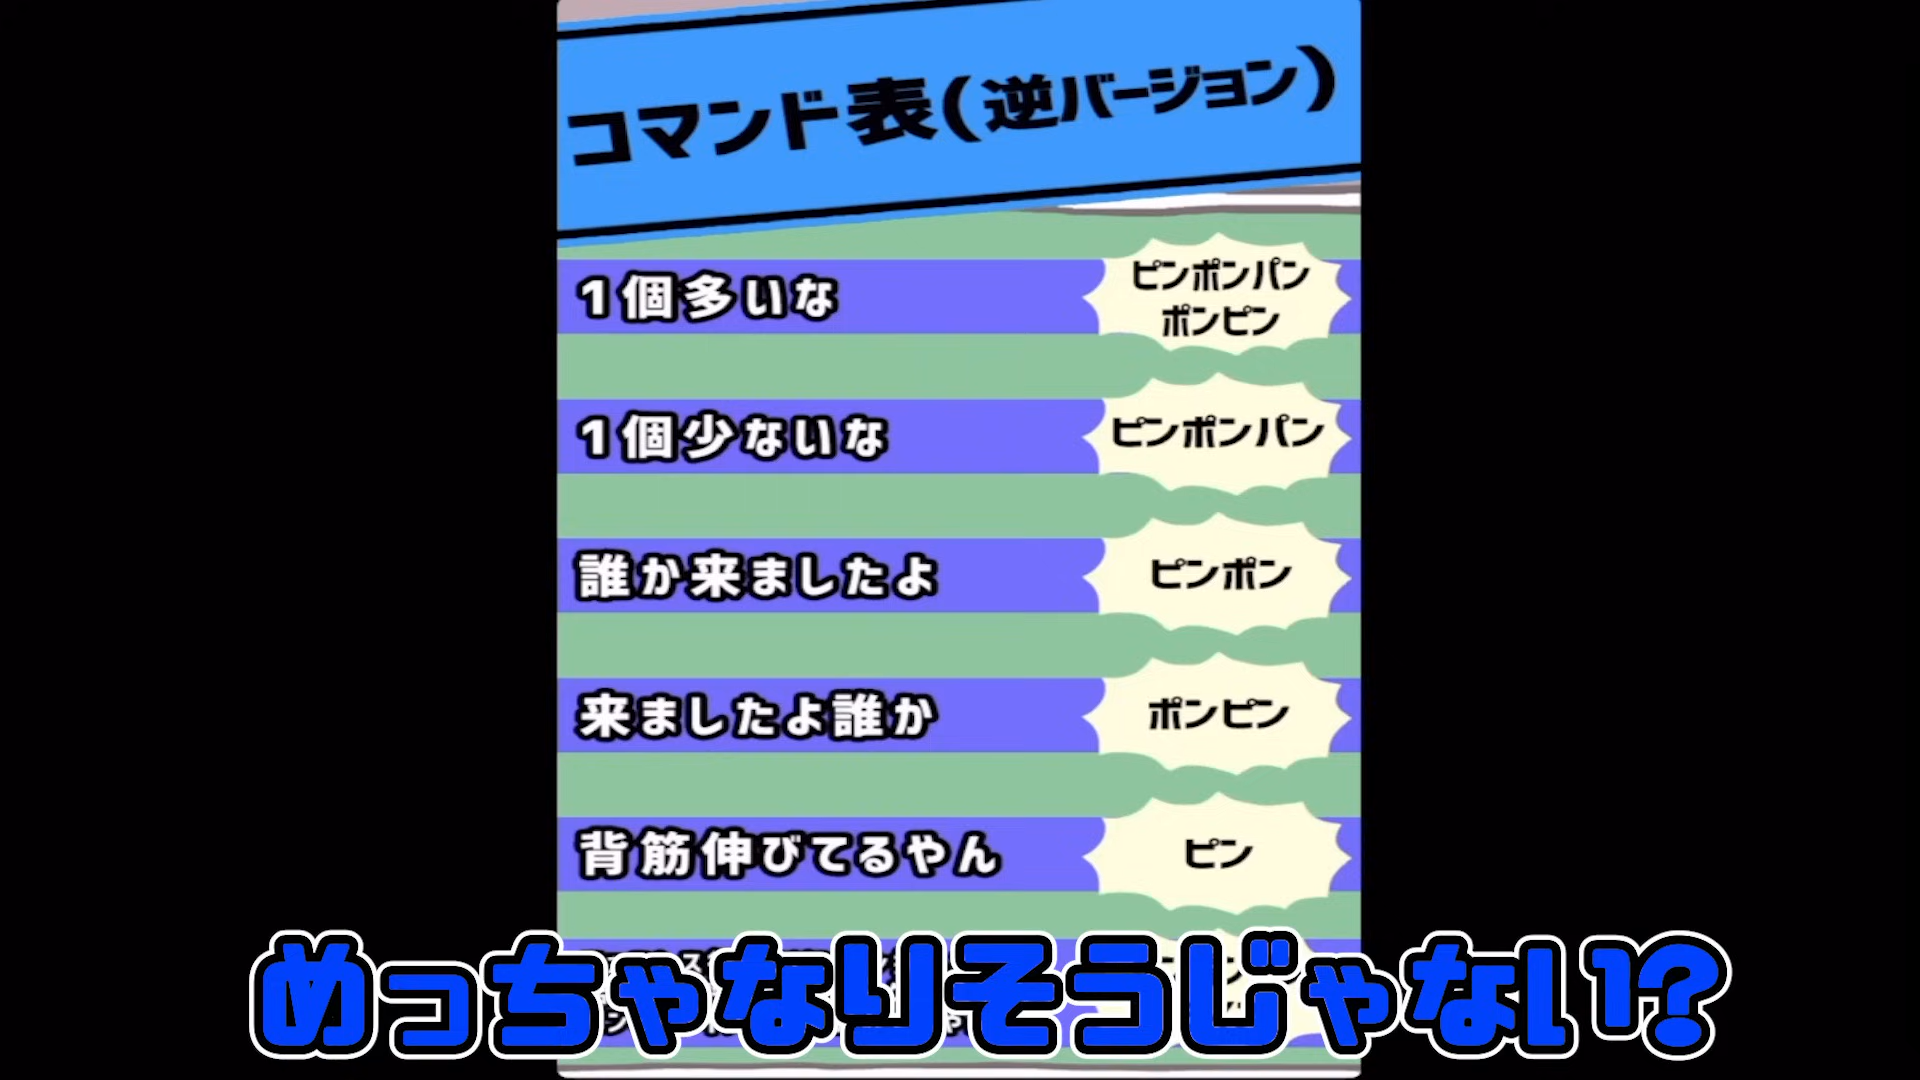 コマンド表(逆バージョン)
1個多いな
ピンポンパン
ポンピン
1個少ないな
ピンポンパン
誰か来ましたよ
ピンポン
来ましたよ誰か
ポンピン
背筋伸びてるやん
ピン
めっちゃなりそうじゃない?